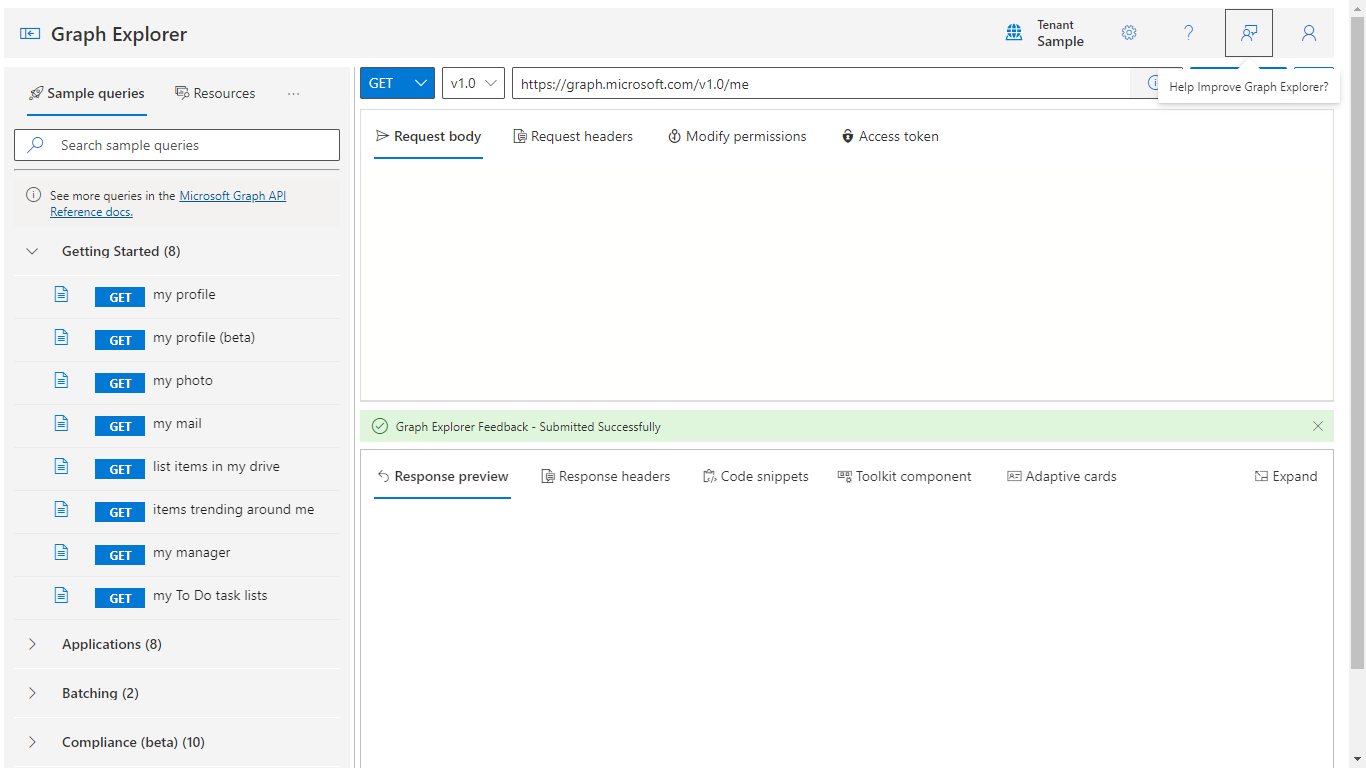 Graph Explorer
Tenant
Sample
Help Improve Graph Explorer?
Sample queries
Resources
Search sample queries
See more queries in the Microsoft Graph API
Reference docs.
Getting Started (8)
GET my profile
GET my profile (beta)
GET my photo
GET my mail
GET list items in my drive
GET items trending around me
GET my manager
GET my To Do task lists
Applications (8)
Batching (2)
Compliance (beta) (10)
GET v1.0 https://graph.microsoft.com/v1.0/me
Request body Request headers Modify permissions Access token
Graph Explorer Feedback - Submitted Successfully
Response preview Response headers Code snippets Toolkit component Adaptive cards Expand